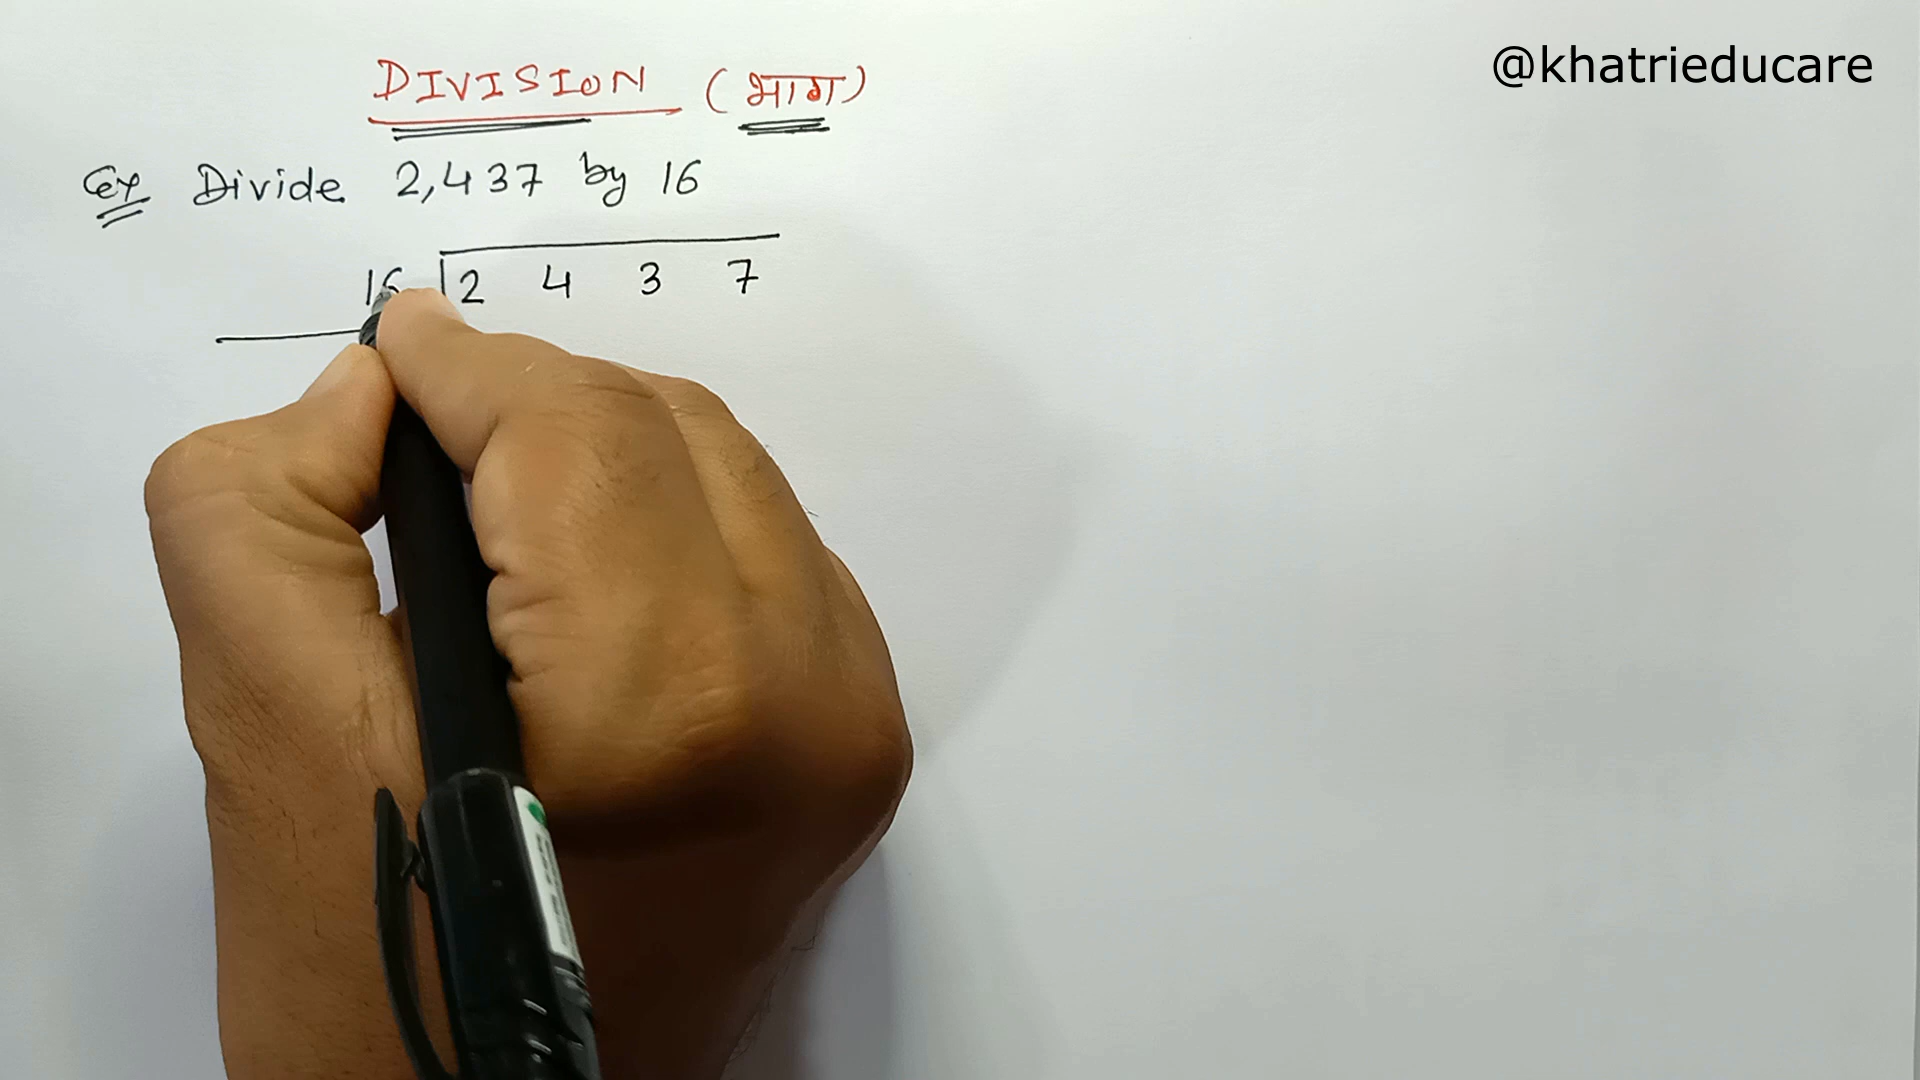 @khatrieducare
DIVISION (भाग)
Ex Divide 2,437 by 16
16 2 4 3 7